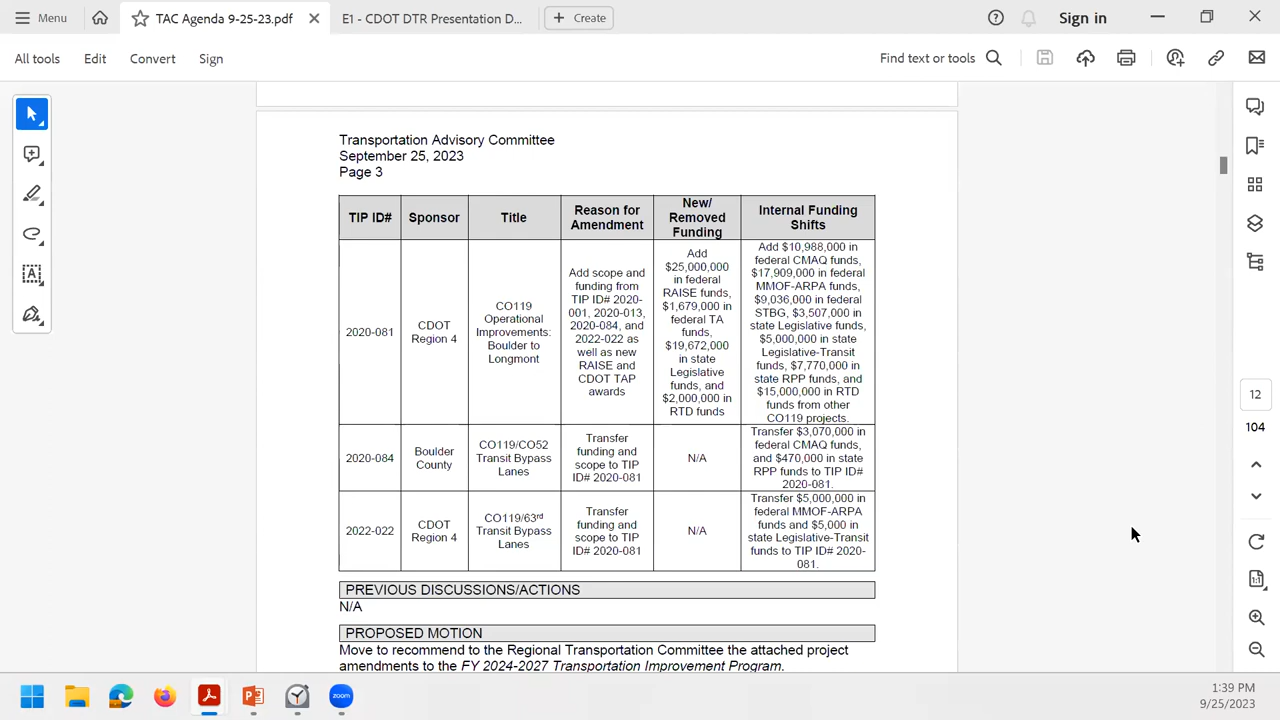 Menu
TAC Agenda 9-25-23.pdf
E1 - CDOT DTR Presentation D...
Create
Sign in
All tools
Edit
Convert
Sign
Find text or tools
Transportation Advisory Committee
September 25, 2023
Page 3
TIP ID#
Sponsor
Title
Reason for
Amendment
New/
Removed
Funding
Internal Funding
Shifts
2020-081
CDOT
Region 4
CO119
Operational
Improvements:
Boulder to
Longmont
Add scope and
funding from
TIP ID# 2020-
001, 2020-013,
2020-084, and
2022-022 as
well as new
RAISE and
CDOT TAP
awards
Add
$25,000,000
in federal
RAISE funds,
$1,679,000 in
federal TA
funds,
$19,672,000
in state
Legislative
funds, and
$2,000,000 in
RTD funds
Add $10,988,000 in
federal CMAQ funds,
$17,909,000 in federal
MMOF-ARPA funds,
$9,036,000 in federal
STBG, $3,507,000 in
state Legislative funds,
$5,000,000 in state
Legislative-Transit
funds, $7,770,000 in
state RPP funds, and
$15,000,000 in RTD
funds from other
CO119 projects.
2020-084
Boulder
County
CO119/CO52
Transit Bypass
Lanes
Transfer
funding and
scope to TIP
ID# 2020-081
N/A
Transfer $3,070,000 in
federal CMAQ funds,
and $470,000 in state
RPP funds to TIP ID#
2020-081.
2022-022
CDOT
Region 4
CO119/63rd
Transit Bypass
Lanes
Transfer
funding and
scope to TIP
ID# 2020-081
N/A
Transfer $5,000,000 in
federal MMOF-ARPA
funds and $5,000 in
state Legislative-Transit
funds to TIP ID# 2020-
081.
PREVIOUS DISCUSSIONS/ACTIONS
N/A
PROPOSED MOTION
Move to recommend to the Regional Transportation Committee the attached project
amendments to the FY 2024-2027 Transportation Improvement Program.
12
104
1:1
zoom
1:39 PM
9/25/2023